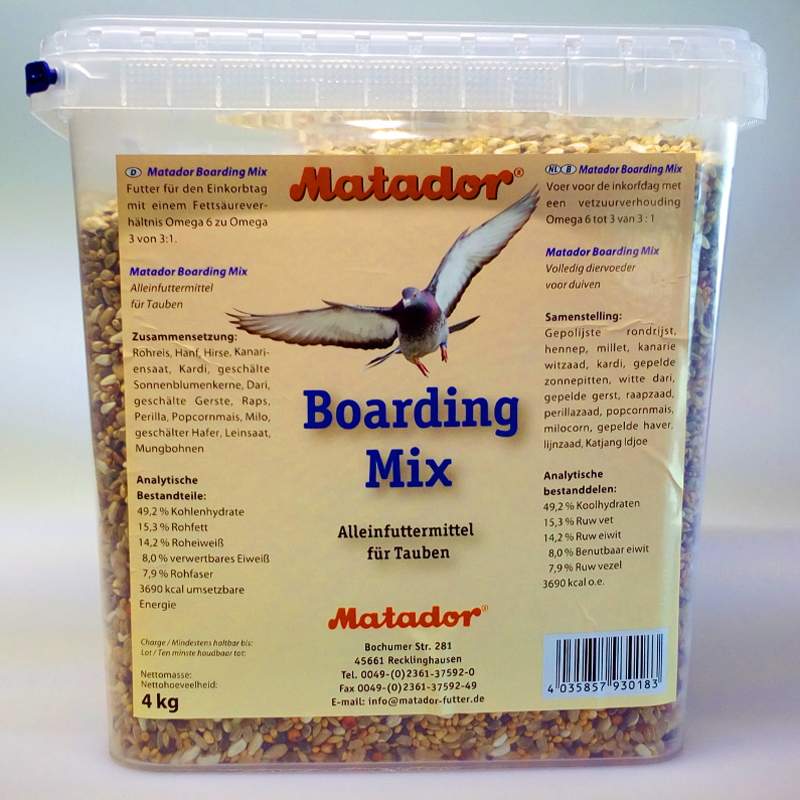 D Matador Boarding Mix
Futter für den Einkorbtag
mit einem Fettsäurever-
hältnis Omega 6 zu Omega
3 von 3:1.
Matador Boarding Mix
Alleinfuttermittel
für Tauben
Zusammensetzung:
Rohreis, Hanf, Hirse, Kanari-
ensaat, Kardi, geschälte
Sonnenblumenkerne, Dari,
geschälte Gerste, Raps,
Perilla, Popcornmais, Milo,
geschälter Hafer, Leinsaat,
Mungbohnen
Analytische
Bestandteile:
49,2 % Kohlenhydrate
15,3 % Rohfett
14,2 % Roheiweiß
8,0 % verwertbares Eiweiß
7,9 % Rohfaser
3690 kcal umsetzbare
Energie
Charge / Mindestens haltbar bis:
Lot / Ten minste houdbaar tot:
Nettomasse:
Nettohoeveelheid:
4 kg
Matador®
Boarding
Mix
Alleinfuttermittel
für Tauben
Matador®
Bochumer Str. 281
45661 Recklinghausen
Tel. 0049-(0)2361-37592-0
Fax 0049-(0)2361-37592-49
E-mail: info@matador-futter.de
NL B Matador Boarding Mix
Voer voor de inkorfdag met
een vetzuurverhouding
Omega 6 tot 3 van 3 : 1
Matador Boarding Mix
Volledig diervoeder
voor duiven
Samenstelling:
Gepolijste rondrijst,
hennep, millet, kanarie
witzaad, kardi, gepelde
zonnepitten, witte dari,
gepelde gerst, raapzaad,
perillazaad, popcornmais,
milocorn, gepelde haver,
lijnzaad, Katjang Idjoe
Analytische
bestanddelen:
49,2 % Koolhydraten
15,3 % Ruw vet
14,2 % Ruw eiwit
8,0 % Benutbaar eiwit
7,9 % Ruw vezel
3690 kcal o.e.
4 035857 930183